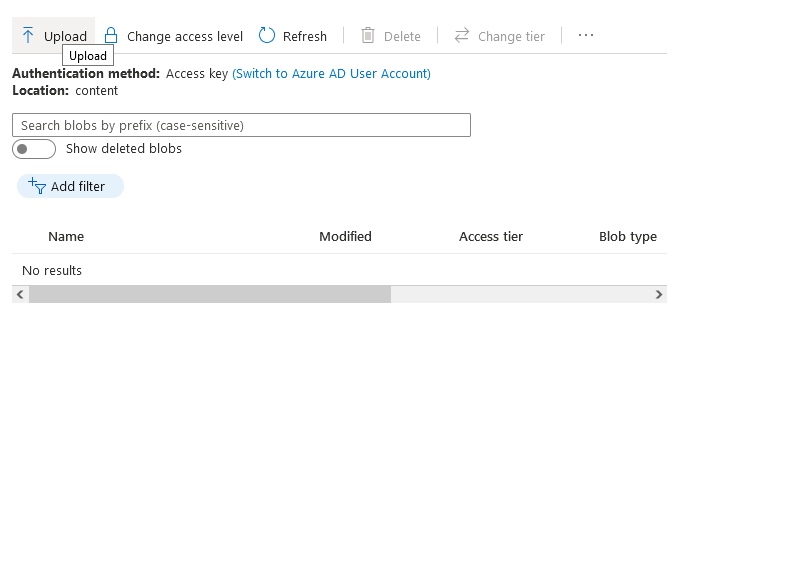 Upload Change access level Refresh Delete Change tier ...
Upload
Authentication method: Access key (Switch to Azure AD User Account)
Location: content
Search blobs by prefix (case-sensitive)
Show deleted blobs
Add filter
Name Modified Access tier Blob type
No results